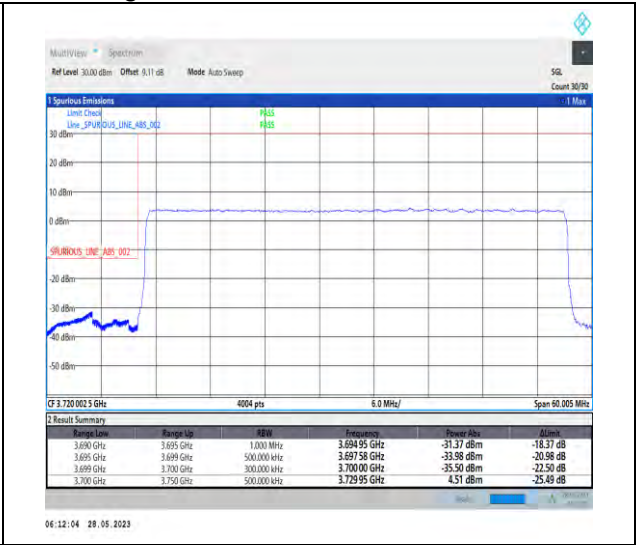 MultiView Spectrum
Ref Level 30.00 dBm Offset 9.11 dB Mode Auto Sweep SGL
Count 30/30
1 Spurious Emissions 1 Max
Limit Check PASS
Line _SPURIOUS_LINE_ABS_002 PASS
30 dBm
20 dBm
10 dBm
0 dBm
SPURIOUS_LINE_ABS_002
-20 dBm
-30 dBm
-40 dBm
-50 dBm
CF 3.720 002 5 GHz 4004 pts 6.0 MHz/ Span 60.005 MHz
2 Result Summary
Range Low Range Up RBW Frequency Power Abs ΔLimit
3.690 GHz 3.695 GHz 1.000 MHz 3.694 95 GHz -31.37 dBm -18.37 dB
3.695 GHz 3.699 GHz 500.000 kHz 3.697 58 GHz -33.98 dBm -20.98 dB
3.699 GHz 3.700 GHz 300.000 kHz 3.700 00 GHz -35.50 dBm -22.50 dB
3.700 GHz 3.750 GHz 500.000 kHz 3.729 95 GHz 4.51 dBm -25.49 dB
06:12:04 28.05.2023